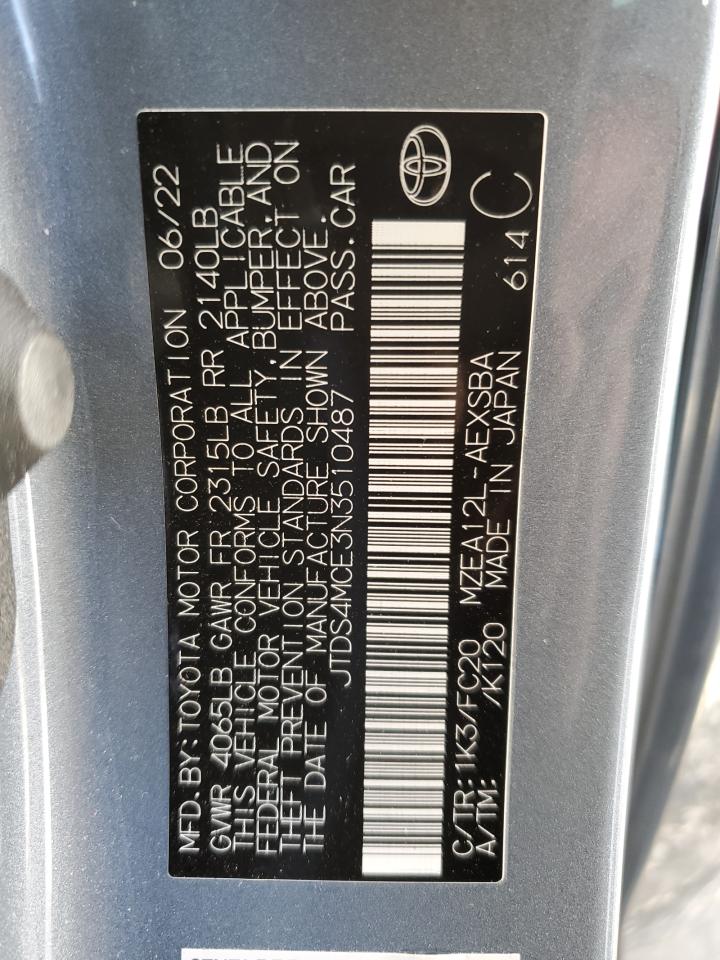 MFD. BY: TOYOTA MOTOR CORPORATION 06/22
GVWR 4065LB GAWR FR 2315LB RR 2140LB
THIS VEHICLE CONFORMS TO ALL APPLICABLE
FEDERAL MOTOR VEHICLE SAFETY, BUMPER, AND
THEFT PREVENTION STANDARDS IN EFFECT ON
THE DATE OF MANUFACTURE SHOWN ABOVE.
JTDS4MCE3N3510487 PASS. CAR
C/TR: 1K3/FC20 MZEA12L-AEXSBA 614 C
A/TM: /K120 MADE IN JAPAN